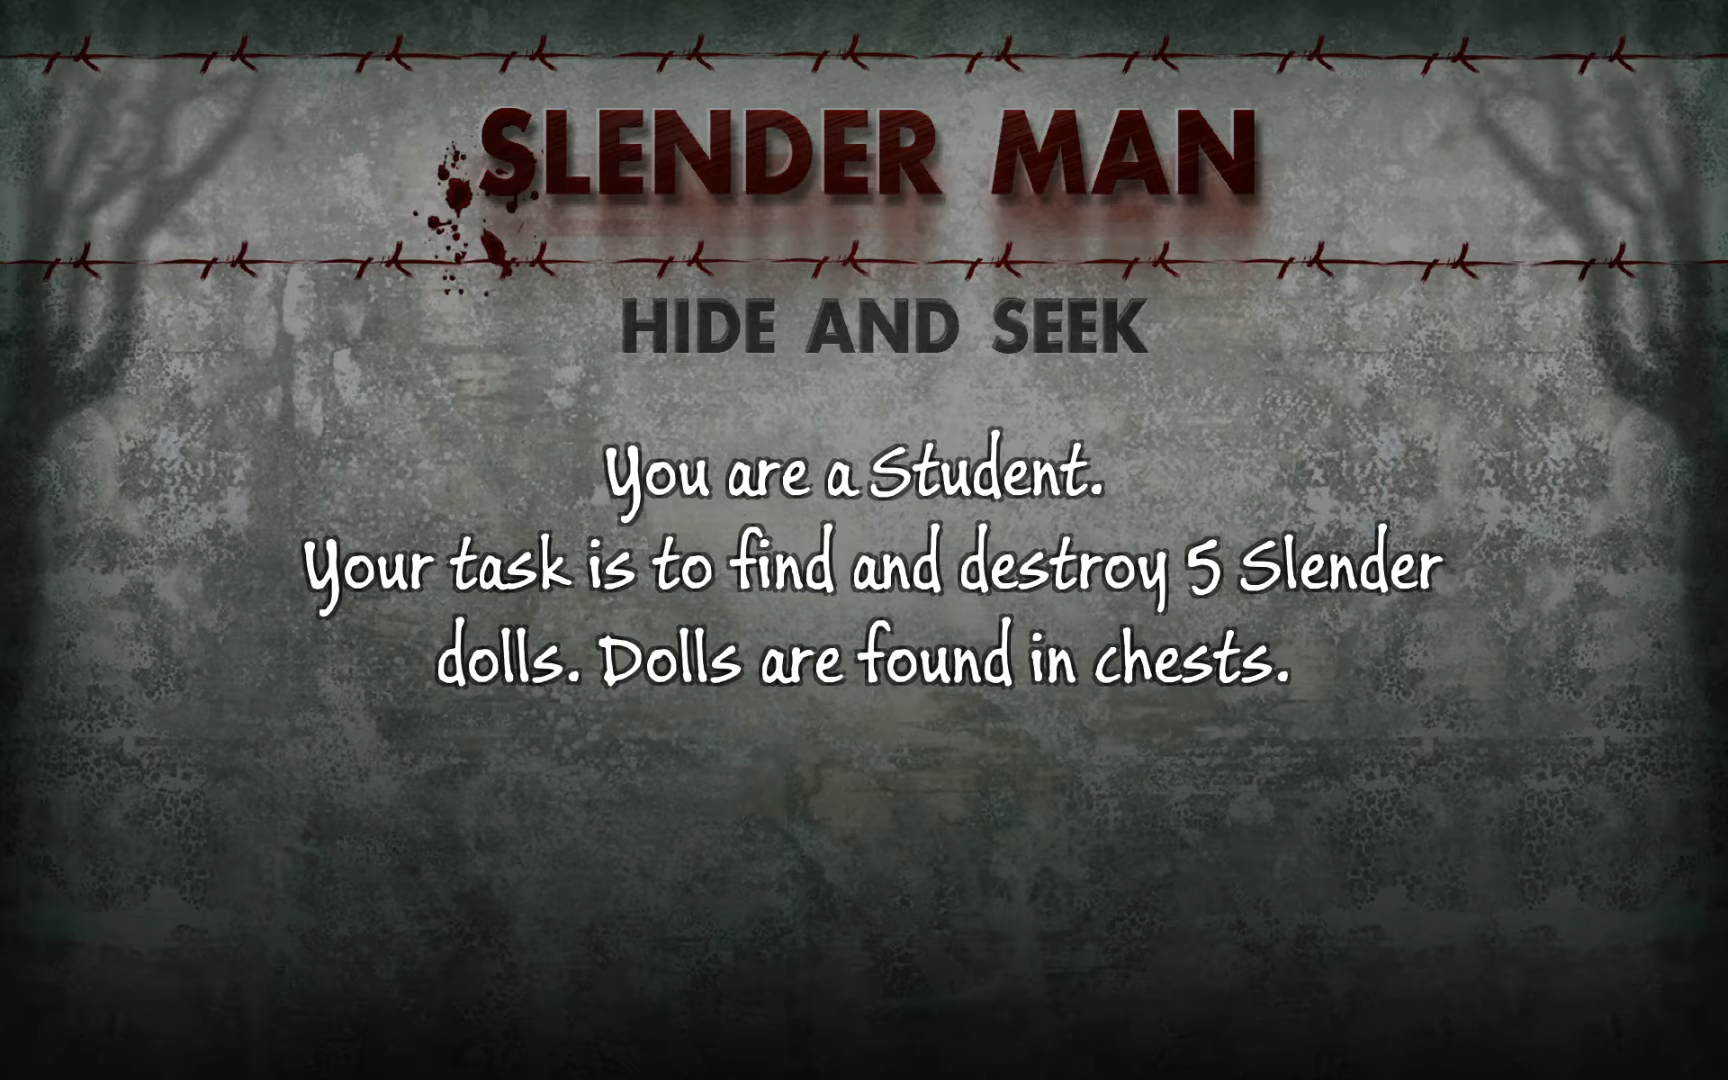 SLENDER MAN
HIDE AND SEEK
You are a Student.
Your task is to find and destroy 5 Slender
dolls. Dolls are found in chests.